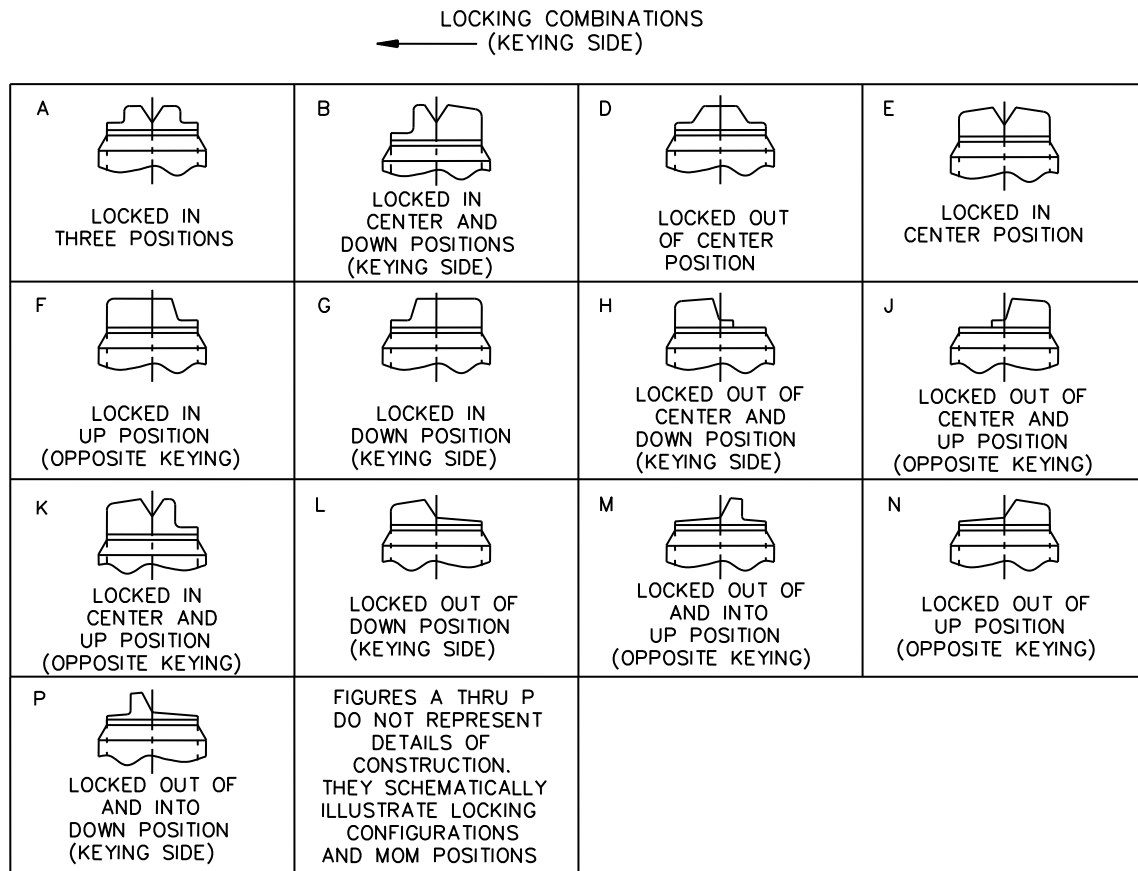 LOCKING COMBINATIONS
(KEYING SIDE)
A
LOCKED IN
THREE POSITIONS
B
LOCKED IN
CENTER AND
DOWN POSITIONS
(KEYING SIDE)
D
LOCKED OUT
OF CENTER
POSITION
E
LOCKED IN
CENTER POSITION
F
LOCKED IN
UP POSITION
(OPPOSITE KEYING)
G
LOCKED IN
DOWN POSITION
(KEYING SIDE)
H
LOCKED OUT OF
CENTER AND
DOWN POSITION
(KEYING SIDE)
J
LOCKED OUT OF
CENTER AND
UP POSITION
(OPPOSITE KEYING)
K
LOCKED IN
CENTER AND
UP POSITION
(OPPOSITE KEYING)
L
LOCKED OUT OF
DOWN POSITION
(KEYING SIDE)
M
LOCKED OUT OF
AND INTO
UP POSITION
(OPPOSITE KEYING)
N
LOCKED OUT OF
UP POSITION
(OPPOSITE KEYING)
P
LOCKED OUT OF
AND INTO
DOWN POSITION
(KEYING SIDE)
FIGURES A THRU P
DO NOT REPRESENT
DETAILS OF
CONSTRUCTION.
THEY SCHEMATICALLY
ILLUSTRATE LOCKING
CONFIGURATIONS
AND MOM POSITIONS